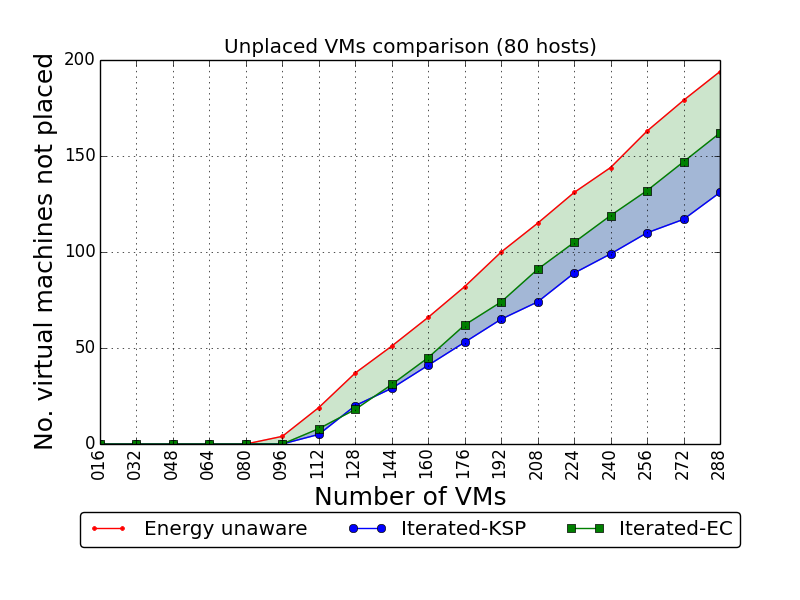 Unplaced VMs comparison (80 hosts)
No. virtual machines not placed
200
150
100
50
0
016 032 048 064 080 096 112 128 144 160 176 192 208 224 240 256 272 288
Number of VMs
Energy unaware Iterated-KSP Iterated-EC